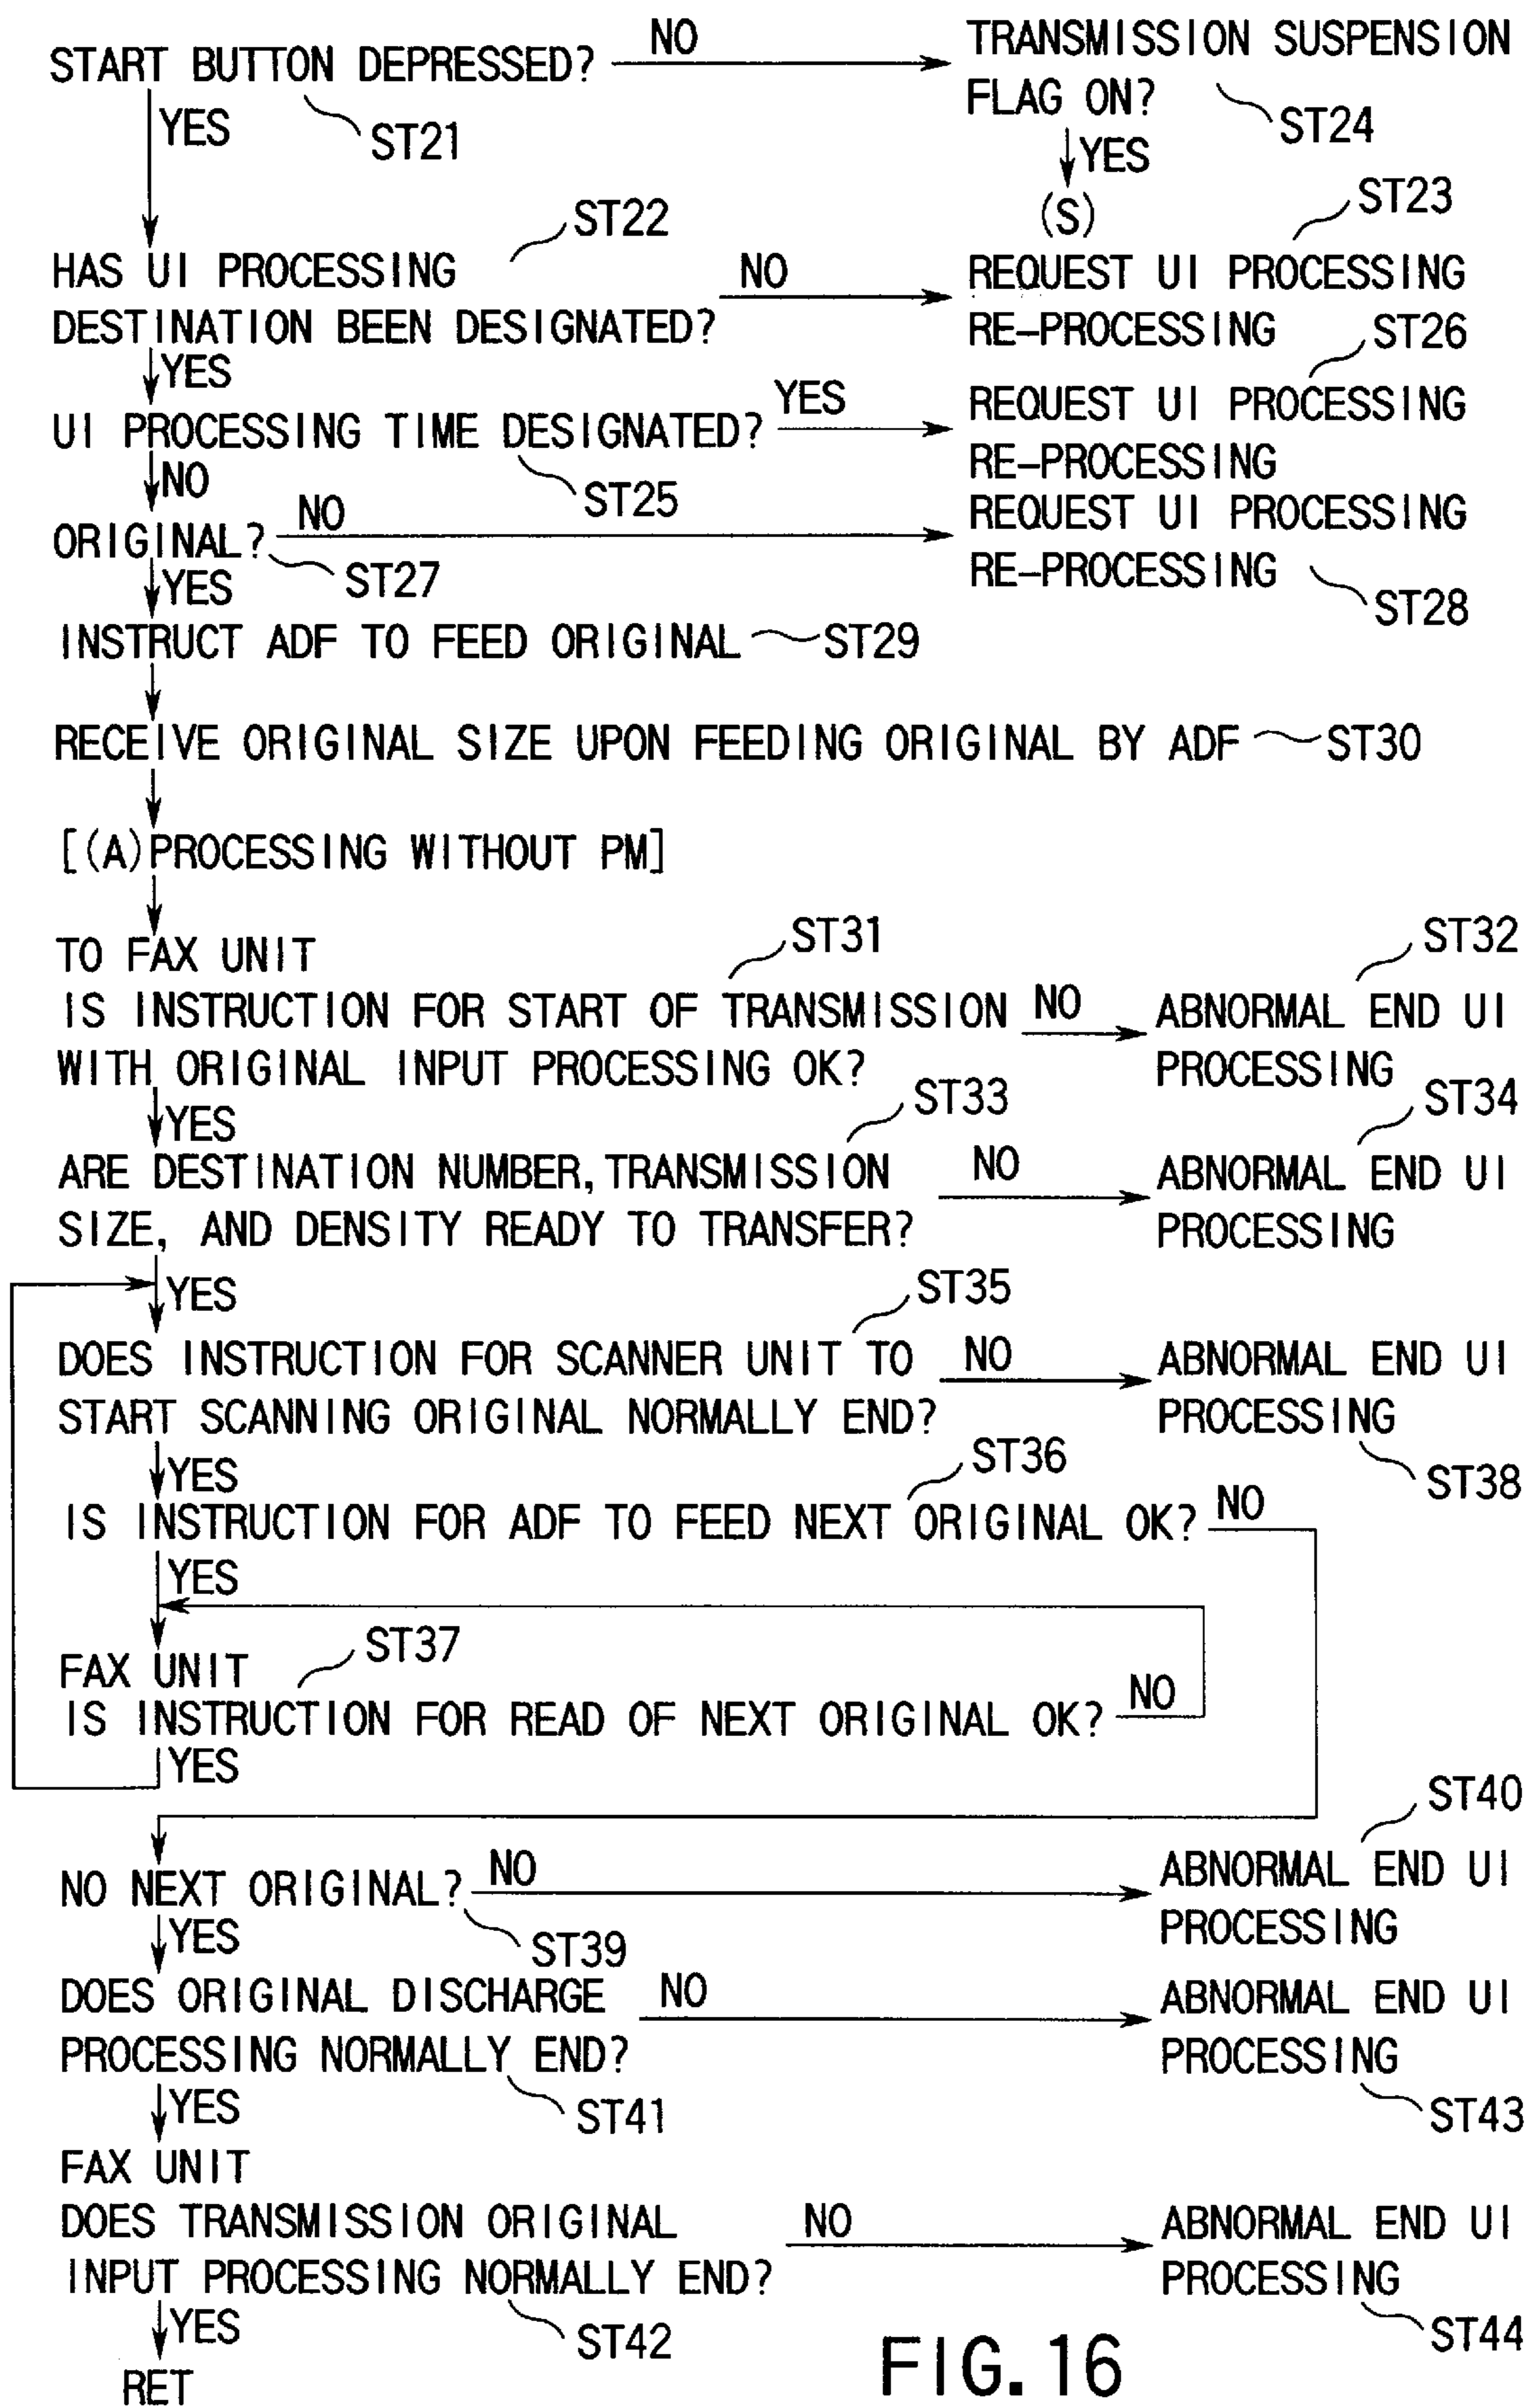 START BUTTON DEPRESSED?
NO
TRANSMISSION SUSPENSION
FLAG ON?
YES
ST21
ST24
YES
(S)
ST22
ST23
HAS UI PROCESSING
DESTINATION BEEN DESIGNATED?
NO
REQUEST UI PROCESSING
RE-PROCESSING
YES
ST26
UI PROCESSING TIME DESIGNATED?
YES
REQUEST UI PROCESSING
RE-PROCESSING
NO
ST25
ORIGINAL?
NO
REQUEST UI PROCESSING
RE-PROCESSING
YES
ST27
ST28
INSTRUCT ADF TO FEED ORIGINAL
ST29
RECEIVE ORIGINAL SIZE UPON FEEDING ORIGINAL BY ADF
ST30
[(A)PROCESSING WITHOUT PM]
TO FAX UNIT
ST31
ST32
IS INSTRUCTION FOR START OF TRANSMISSION
WITH ORIGINAL INPUT PROCESSING OK?
NO
ABNORMAL END UI
PROCESSING
YES
ST33
ST34
ARE DESTINATION NUMBER, TRANSMISSION
SIZE, AND DENSITY READY TO TRANSFER?
NO
ABNORMAL END UI
PROCESSING
YES
ST35
DOES INSTRUCTION FOR SCANNER UNIT TO
START SCANNING ORIGINAL NORMALLY END?
NO
ABNORMAL END UI
PROCESSING
YES
ST36
ST38
IS INSTRUCTION FOR ADF TO FEED NEXT ORIGINAL OK?
NO
YES
FAX UNIT
ST37
IS INSTRUCTION FOR READ OF NEXT ORIGINAL OK?
NO
YES
ST40
NO NEXT ORIGINAL?
NO
ABNORMAL END UI
PROCESSING
YES
ST39
DOES ORIGINAL DISCHARGE
PROCESSING NORMALLY END?
NO
ABNORMAL END UI
PROCESSING
YES
ST41
ST43
FAX UNIT
DOES TRANSMISSION ORIGINAL
INPUT PROCESSING NORMALLY END?
NO
ABNORMAL END UI
PROCESSING
YES
ST42
ST44
RET
FIG. 16